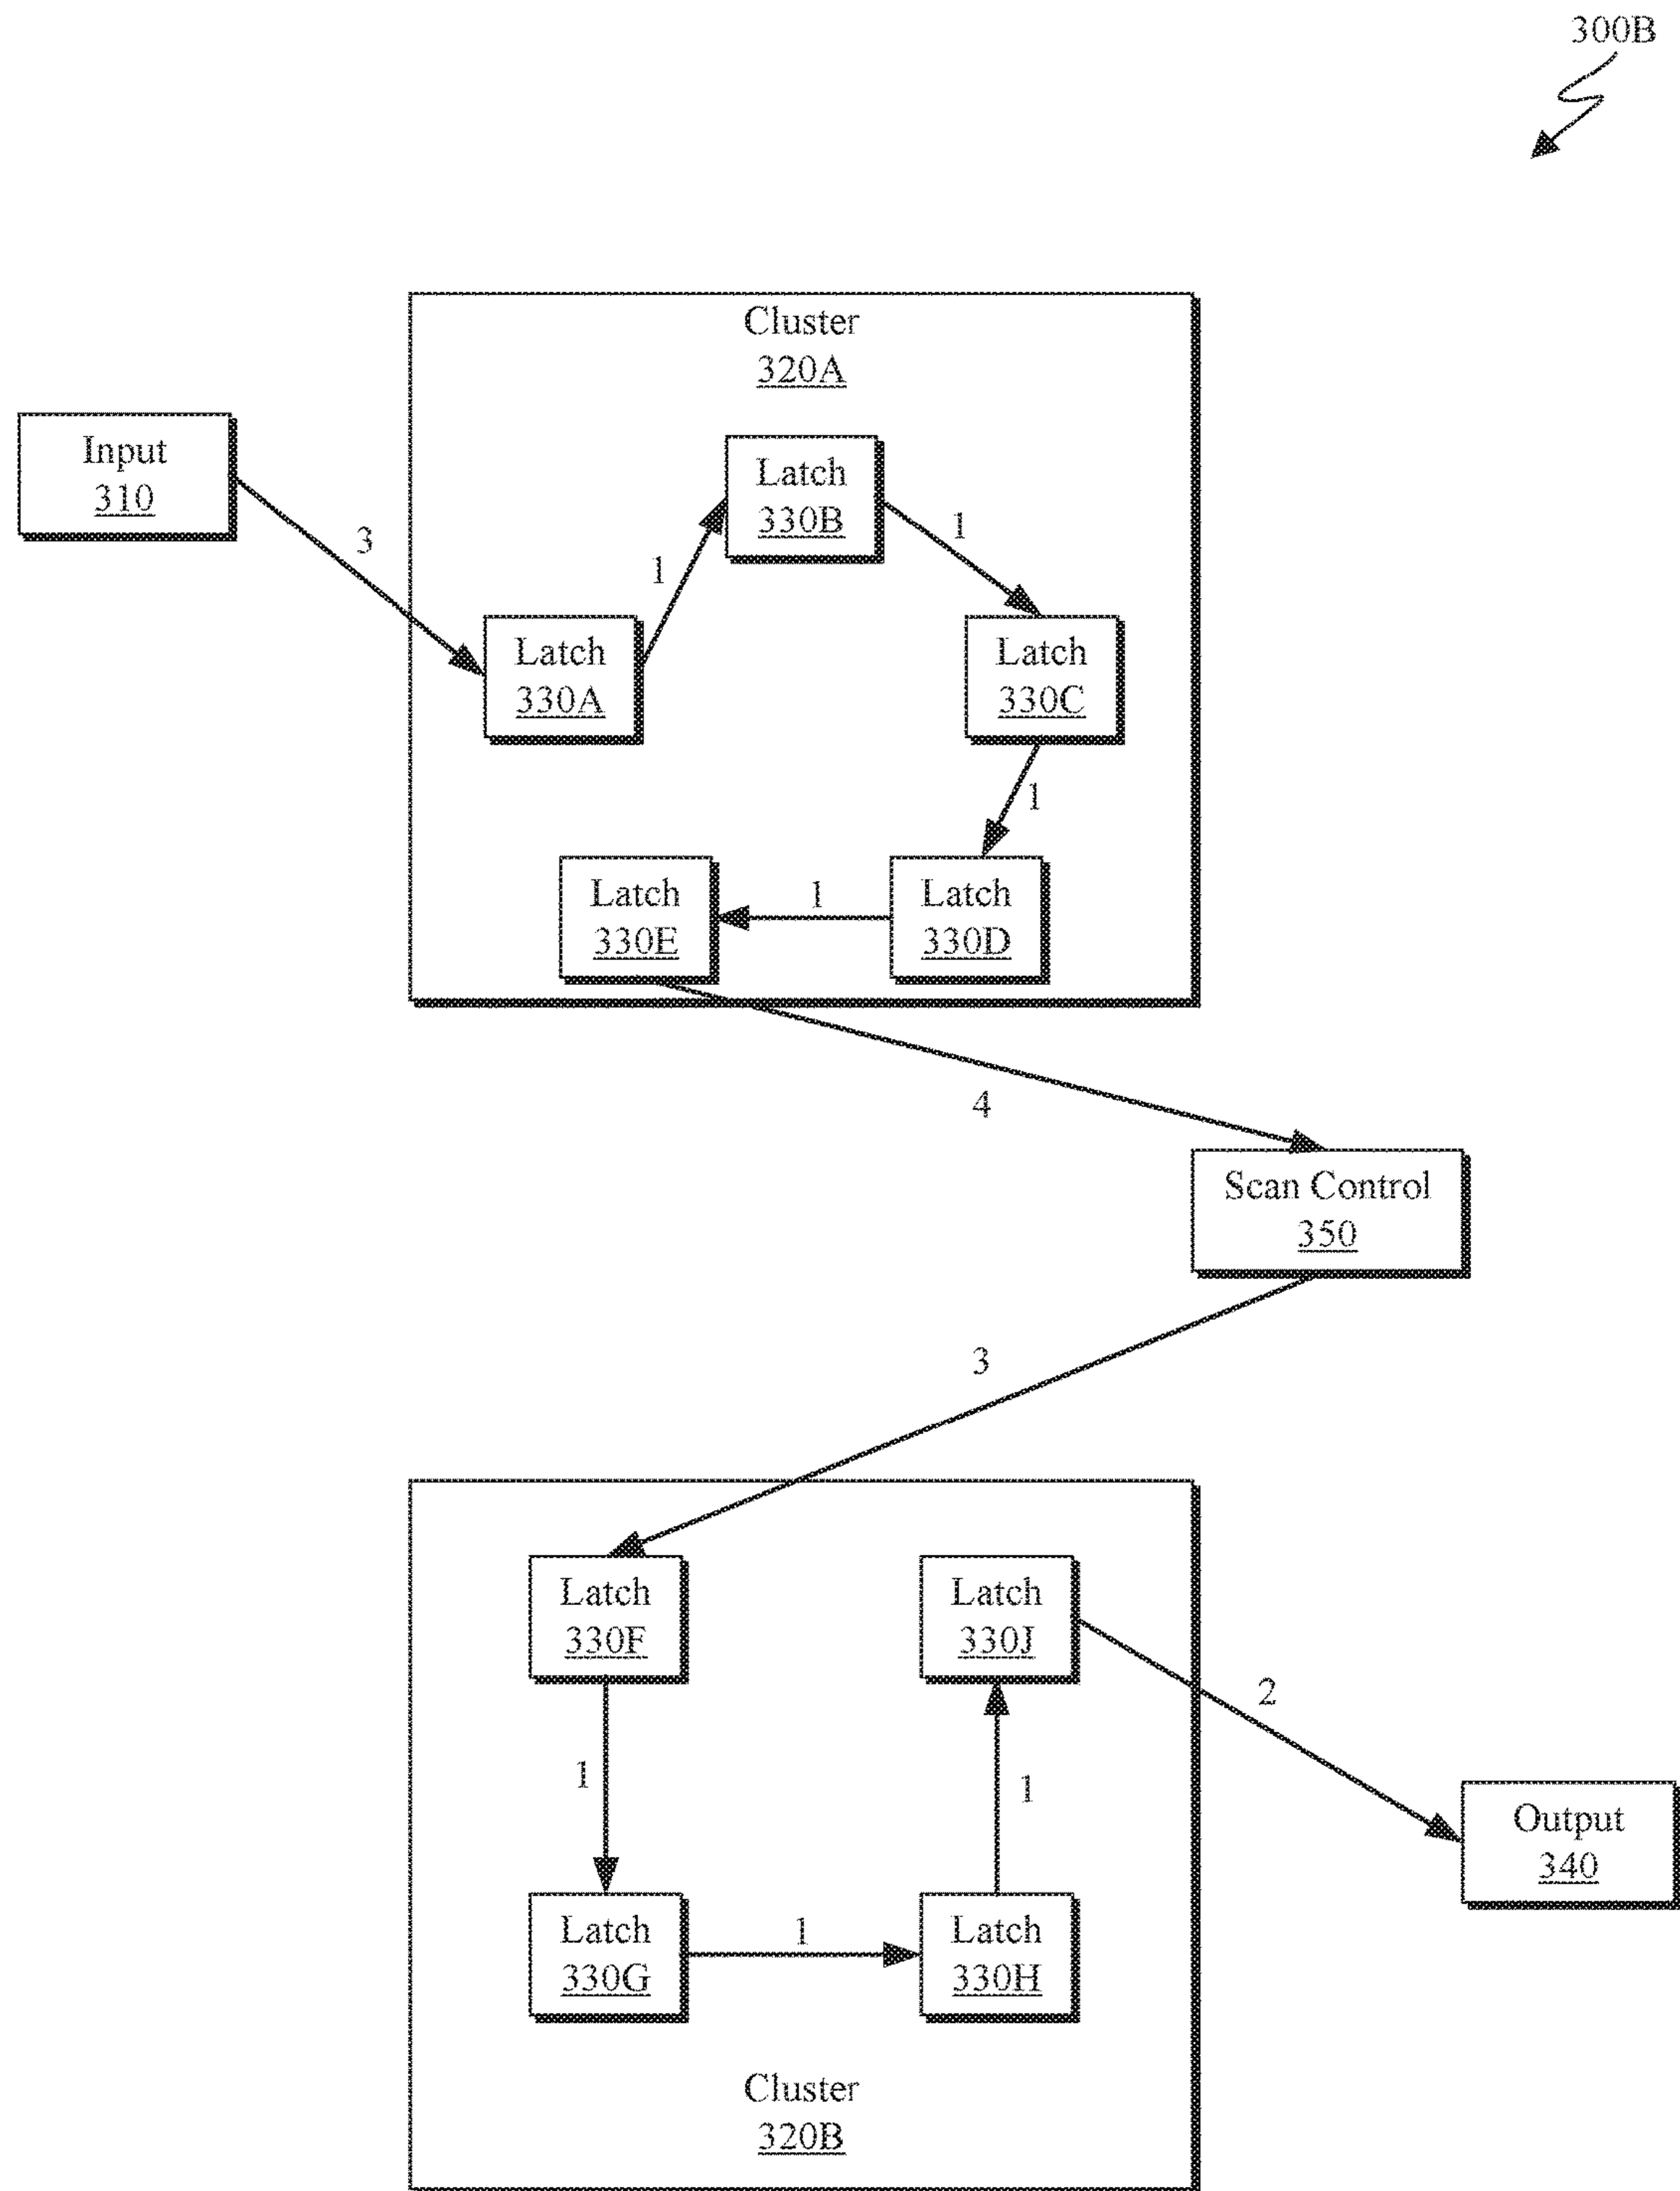 300B
Cluster
320A
Input
310
3
Latch
330B
1
1
Latch
330A
Latch
330C
1
Latch
330E
1
Latch
330D
4
Scan Control
350
3
Latch
330F
Latch
330J
2
1
1
Output
340
Latch
330G
1
Latch
330H
Cluster
320B